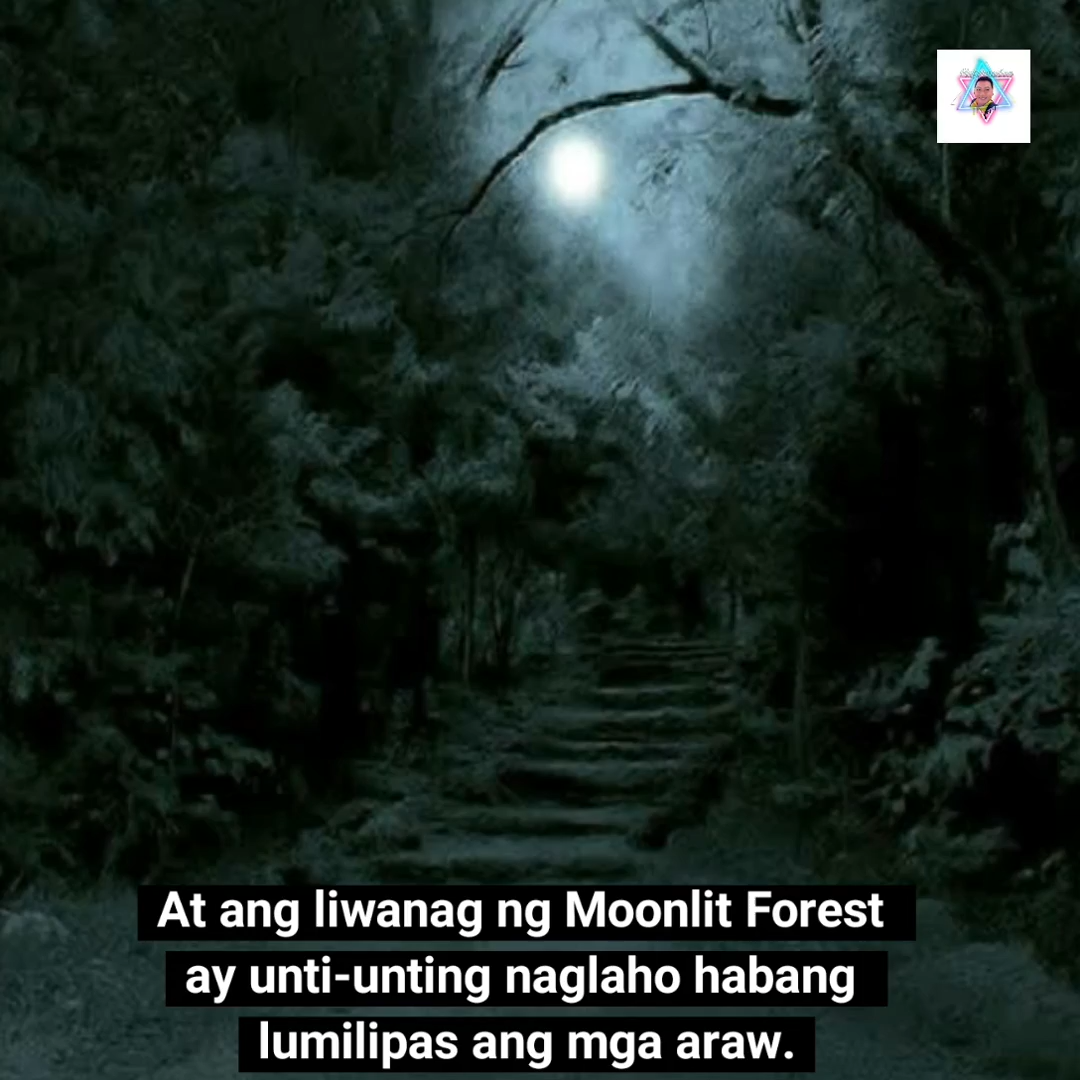 At ang liwanag ng Moonlit Forest
ay unti-unting naglaho habang
lumilipas ang mga araw.